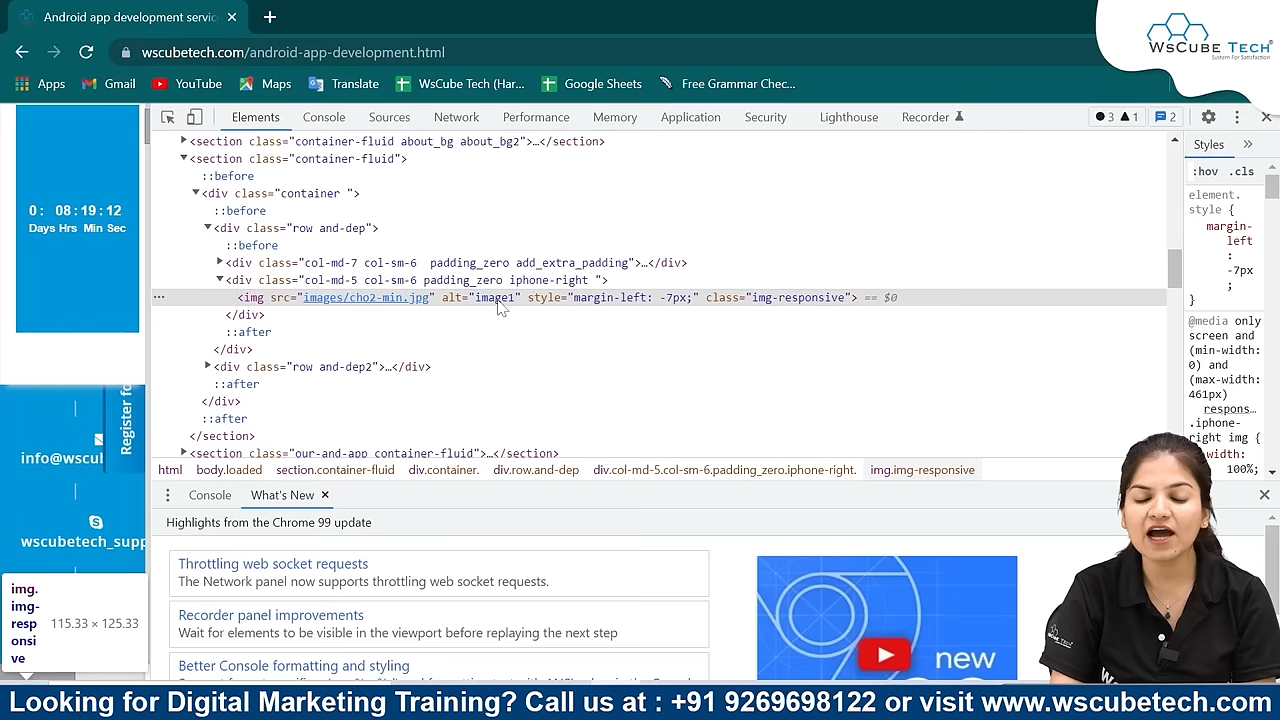 Android app development servic
WsCube Tech
System For Satisfaction
wscubetech.com/android-app-development.html
Apps
Gmail
YouTube
Maps
Translate
WsCube Tech (Har...
Google Sheets
Free Grammar Chec...
Elements
Console
Sources
Network
Performance
Memory
Application
Security
Lighthouse
Recorder
3
1
2
<section class="container-fluid about_bg about_bg2">…</section>
<section class="container-fluid">
::before
<div class="container ">
::before
<div class="row and-dep">
::before
<div class="col-md-7 col-sm-6  padding_zero add_extra_padding">…</div>
<div class="col-md-5 col-sm-6 padding_zero iphone-right ">
<img src="images/cho2-min.jpg" alt="image1" style="margin-left: -7px;" class="img-responsive"> == $0
</div>
::after
</div>
<div class="row and-dep2">…</div>
::after
</div>
::after
</section>
<section class="our-and-app container-fluid">…</section>
html
body.loaded
section.container-fluid
div.container.
div.row.and-dep
div.col-md-5.col-sm-6.padding_zero.iphone-right.
img.img-responsive
Styles
:hov .cls
element.
style {
margin-
left
:
-7px
;
}
@media only
screen and
(min-width:
0) and
(max-width:
461px)
respons…
.iphone-
right img {
width:
100%;
0 : 08 : 19 : 12
Days Hrs Min Sec
Register fo
info@wscul
wscubetech_supp
img.
img-
resp
onsi
ve
115.33 × 125.33
Console
What's New
Highlights from the Chrome 99 update
Throttling web socket requests
The Network panel now supports throttling web socket requests.
Recorder panel improvements
Wait for elements to be visible in the viewport before replaying the next step
Better Console formatting and styling
new
Looking for Digital Marketing Training? Call us at : +91 9269698122 or visit www.wscubetech.com